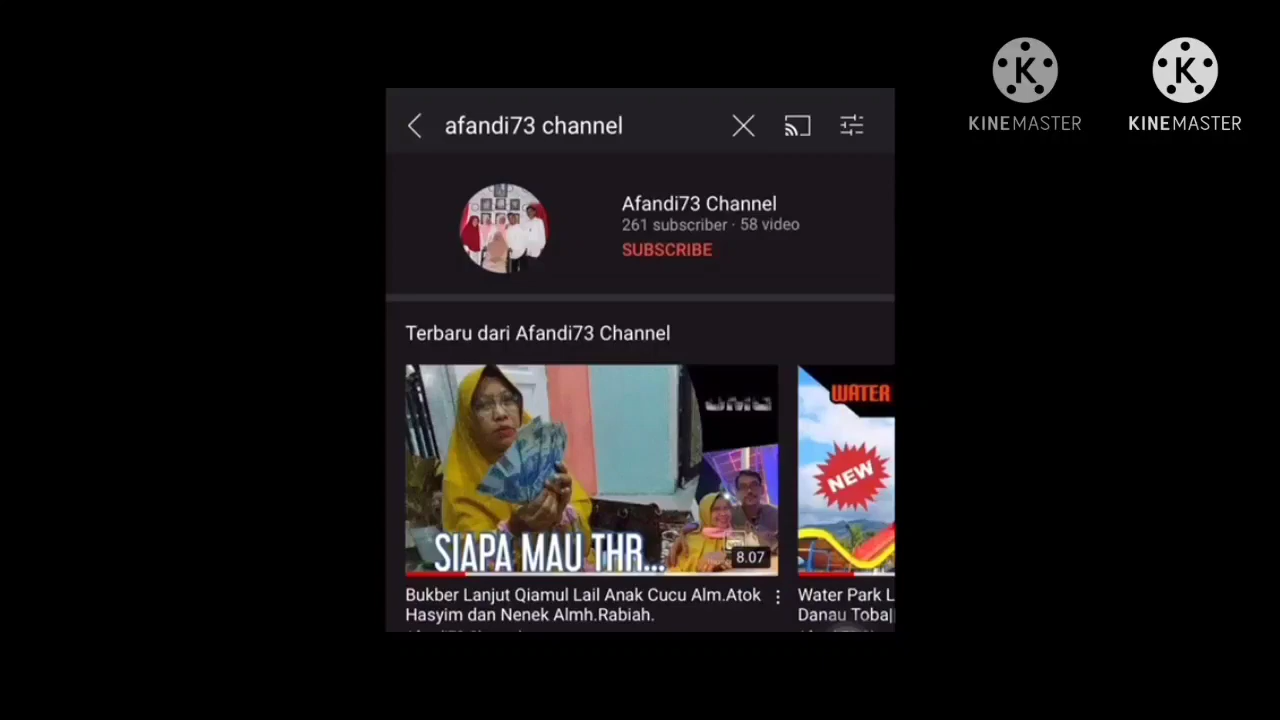 KINEMASTER
KINEMASTER
afandi73 channel
Afandi73 Channel
261 subscriber · 58 video
SUBSCRIBE
Terbaru dari Afandi73 Channel
WATER
NEW
SIAPA MAU THR...
8.07
Bukber Lanjut Qiamul Lail Anak Cucu Alm.Atok
Hasyim dan Nenek Almh.Rabiah.
Water Park L
Danau Toba||